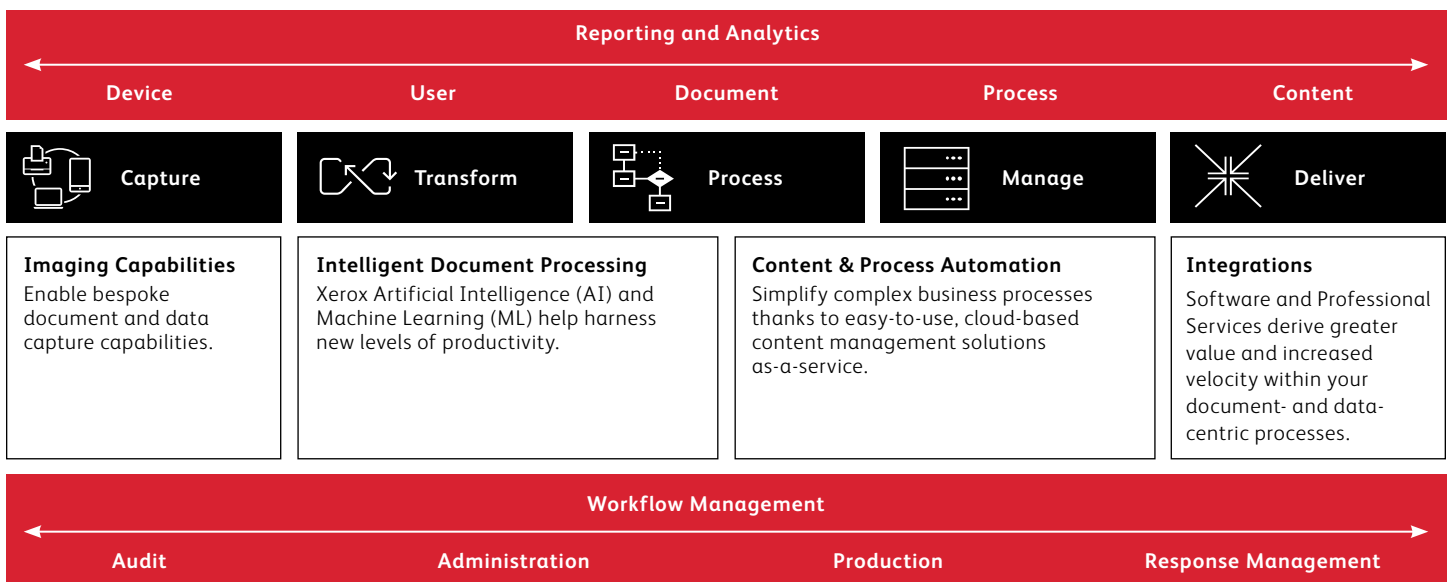 Reporting and Analytics
Device User Document Process Content
Capture Transform Process Manage Deliver
Imaging Capabilities
Enable bespoke
document and data
capture capabilities.
Intelligent Document Processing
Xerox Artificial Intelligence (AI) and
Machine Learning (ML) help harness
new levels of productivity.
Content & Process Automation
Simplify complex business processes
thanks to easy-to-use, cloud-based
content management solutions
as-a-service.
Integrations
Software and Professional
Services derive greater
value and increased
velocity within your
document- and data-
centric processes.
Workflow Management
Audit Administration Production Response Management